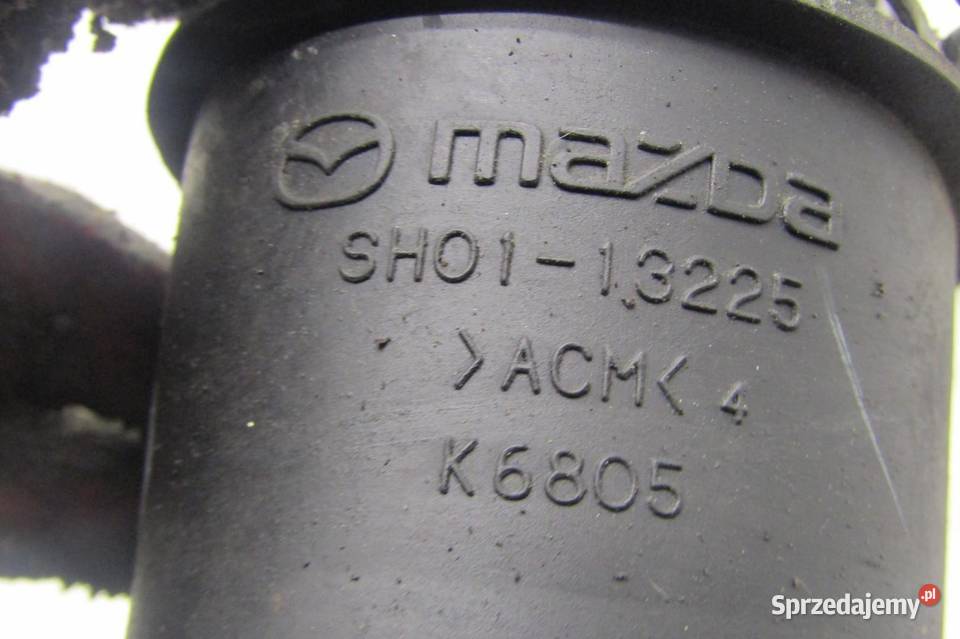 mazda
SH01-13225
>ACM< 4
K6805
Sprzedajemy.pl